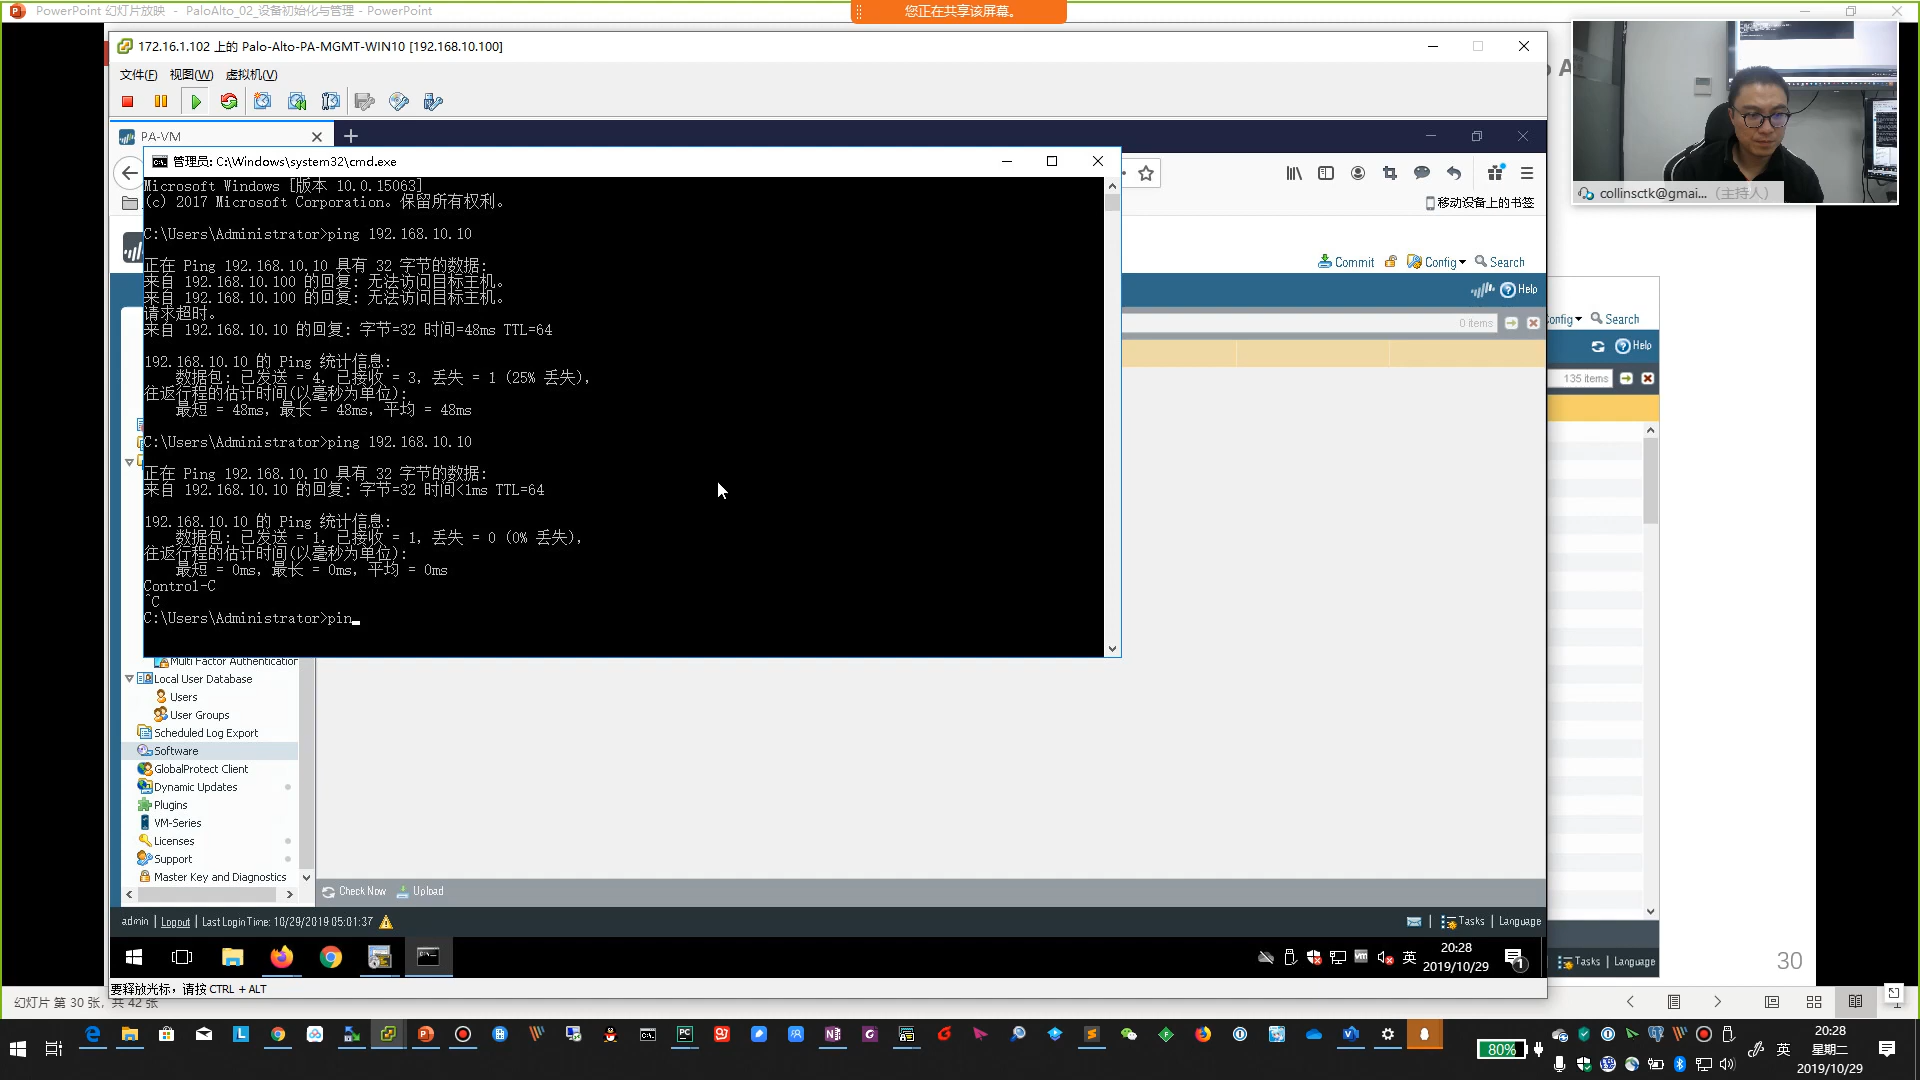 PowerPoint 幻灯片放映 - PaloAlto_02_设备初始化与管理 - PowerPoint
您正在共享该屏幕。
172.16.1.102 上的 Palo-Alto-PA-MGMT-WIN10 [192.168.10.100]
文件(F) 视图(W) 虚拟机(V)
PA-VM
管理员: C:\Windows\system32\cmd.exe
Microsoft Windows [版本 10.0.15063]
(c) 2017 Microsoft Corporation。保留所有权利。
C:\Users\Administrator>ping 192.168.10.10
正在 Ping 192.168.10.10 具有 32 字节的数据:
来自 192.168.10.100 的回复: 无法访问目标主机。
来自 192.168.10.100 的回复: 无法访问目标主机。
请求超时。
来自 192.168.10.10 的回复: 字节=32 时间=48ms TTL=64
192.168.10.10 的 Ping 统计信息:
数据包: 已发送 = 4，已接收 = 3，丢失 = 1 (25% 丢失)，
往返行程的估计时间(以毫秒为单位):
最短 = 48ms，最长 = 48ms，平均 = 48ms
C:\Users\Administrator>ping 192.168.10.10
正在 Ping 192.168.10.10 具有 32 字节的数据:
来自 192.168.10.10 的回复: 字节=32 时间<1ms TTL=64
192.168.10.10 的 Ping 统计信息:
数据包: 已发送 = 1，已接收 = 1，丢失 = 0 (0% 丢失)，
往返行程的估计时间(以毫秒为单位):
最短 = 0ms，最长 = 0ms，平均 = 0ms
Control-C
^C
C:\Users\Administrator>pin
移动设备上的书签
Commit Config Search
Help
0 items
collinsctk@gmai... （主持人）
onfig Search
Help
135 items
Multi Factor Authentication
Local User Database
Users
User Groups
Scheduled Log Export
Software
GlobalProtect Client
Dynamic Updates
Plugins
VM-Series
Licenses
Support
Master Key and Diagnostics
Check Now Upload
admin | Logout | Last Login Time: 10/29/2019 05:01:37
Tasks | Language
英
20:28
2019/10/29
1
要释放光标，请按 CTRL + ALT
Tasks | Language
30
幻灯片 第 30 张，共 42 张
80%
英
20:28
星期二
2019/10/29